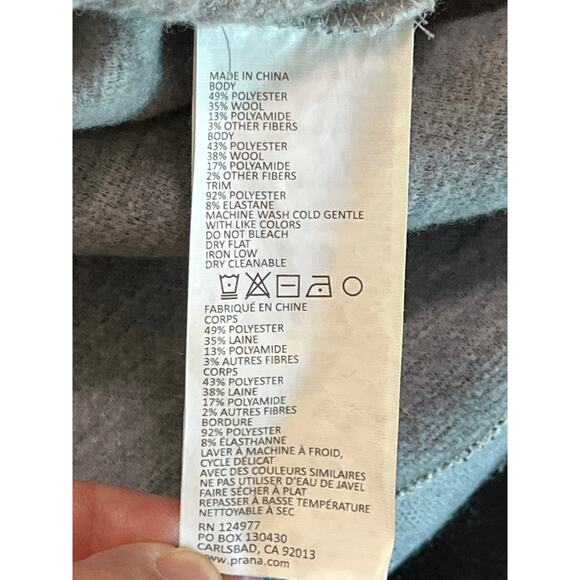 MADE IN CHINA
BODY
49% POLYESTER
35% WOOL
13% POLYAMIDE
3% OTHER FIBERS
BODY
43% POLYESTER
38% WOOL
17% POLYAMIDE
2% OTHER FIBERS
TRIM
92% POLYESTER
8% ELASTANE
MACHINE WASH COLD GENTLE
WITH LIKE COLORS
DO NOT BLEACH
DRY FLAT
IRON LOW
DRY CLEANABLE
FABRIQUÉ EN CHINE
CORPS
49% POLYESTER
35% LAINE
13% POLYAMIDE
3% AUTRES FIBRES
CORPS
43% POLYESTER
38% LAINE
17% POLYAMIDE
2% AUTRES FIBRES
BORDURE
92% POLYESTER
8% ÉLASTHANNE
LAVER À MACHINE À FROID,
CYCLE DÉLICAT
AVEC DES COULEURS SIMILAIRES
NE PAS UTILISER D'EAU DE JAVEL
FAIRE SÉCHER À PLAT
REPASSER À BASSE TEMPÉRATURE
NETTOYABLE À SEC
RN 124977
PO BOX 130430
CARLSBAD, CA 92013
www.prana.com